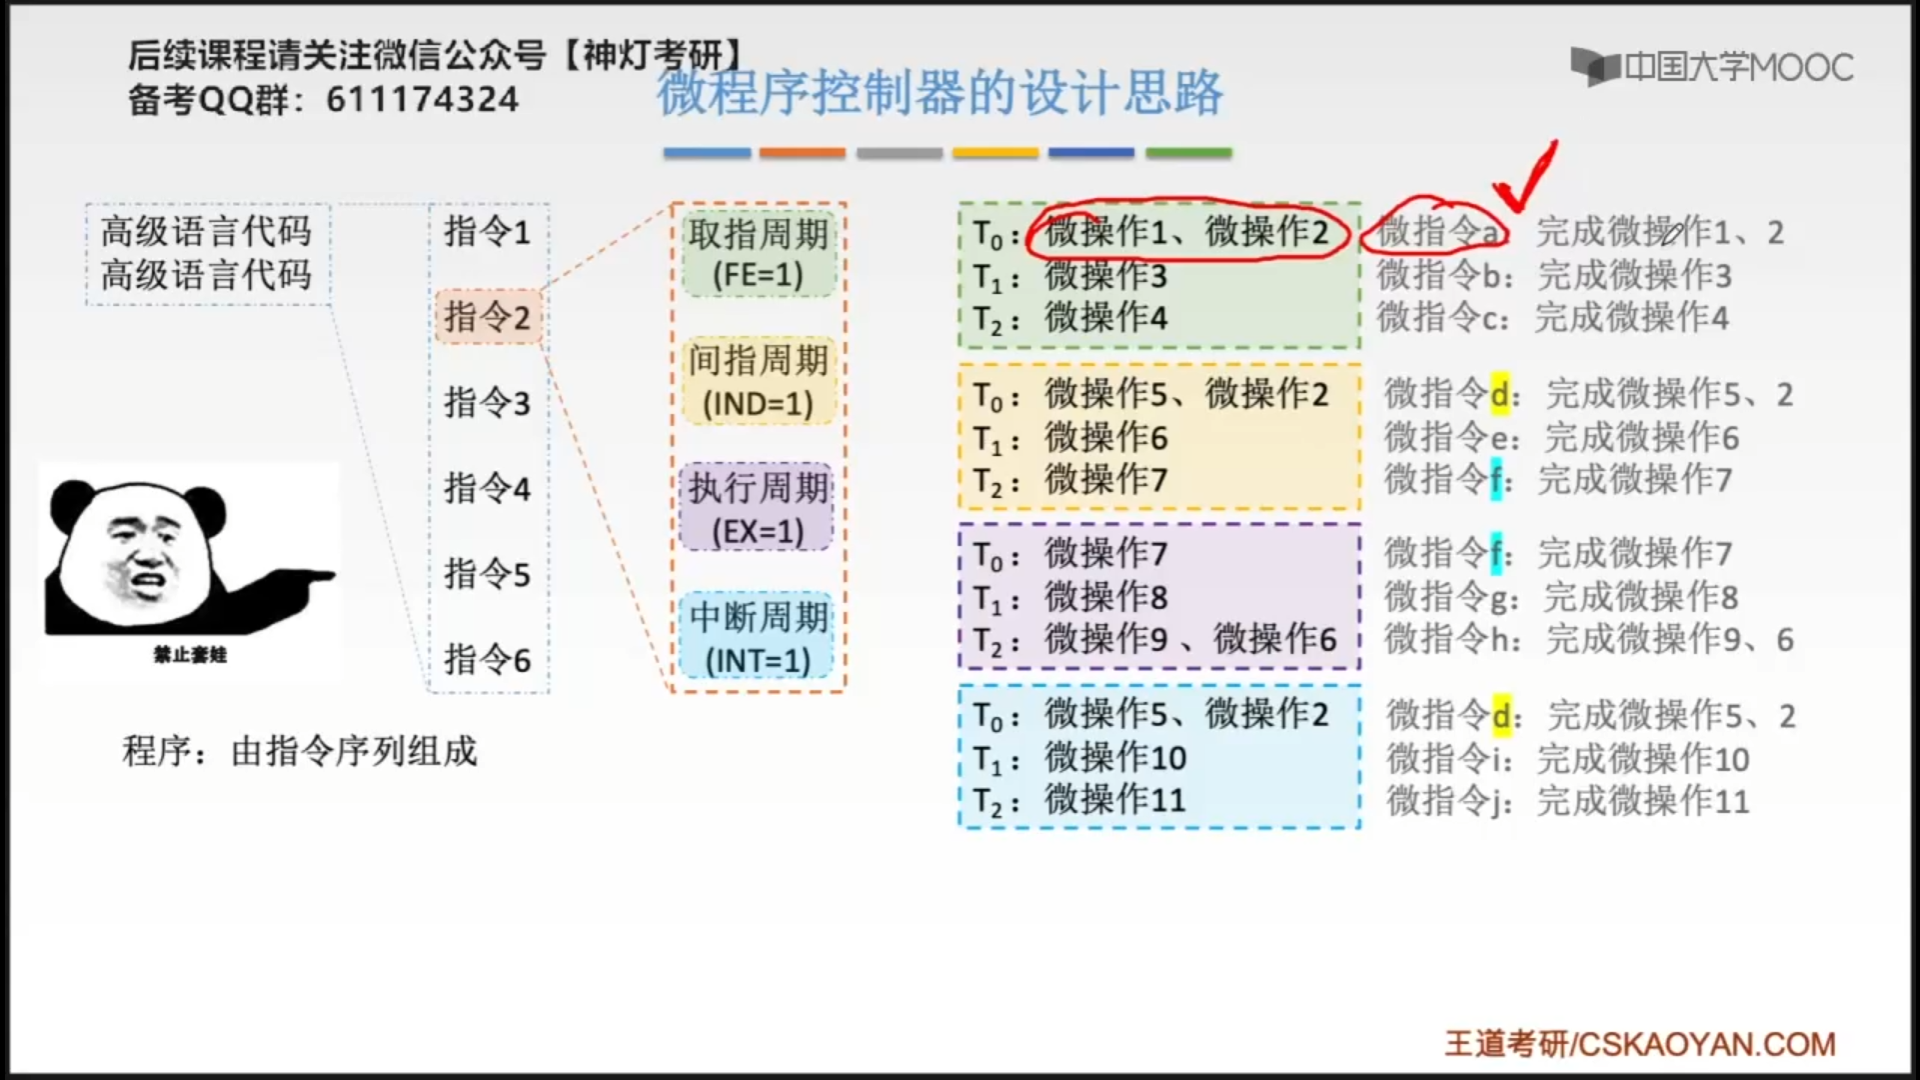 后续课程请关注微信公众号【神灯考研】
备考QQ群：611174324
中国大学MOOC
微程序控制器的设计思路
高级语言代码
高级语言代码
指令1
指令2
指令3
指令4
指令5
指令6
取指周期
(FE=1)
间指周期
(IND=1)
执行周期
(EX=1)
中断周期
(INT=1)
T₀：微操作1、微操作2 微指令a：完成微操作1、2
T₁：微操作3 微指令b：完成微操作3
T₂：微操作4 微指令c：完成微操作4
T₀：微操作5、微操作2 微指令d：完成微操作5、2
T₁：微操作6 微指令e：完成微操作6
T₂：微操作7 微指令f：完成微操作7
T₀：微操作7 微指令f：完成微操作7
T₁：微操作8 微指令g：完成微操作8
T₂：微操作9 、微操作6 微指令h：完成微操作9、6
T₀：微操作5、微操作2 微指令d：完成微操作5、2
T₁：微操作10 微指令i：完成微操作10
T₂：微操作11 微指令j：完成微操作11
禁止套娃
程序：由指令序列组成
王道考研/CSKAOYAN.COM